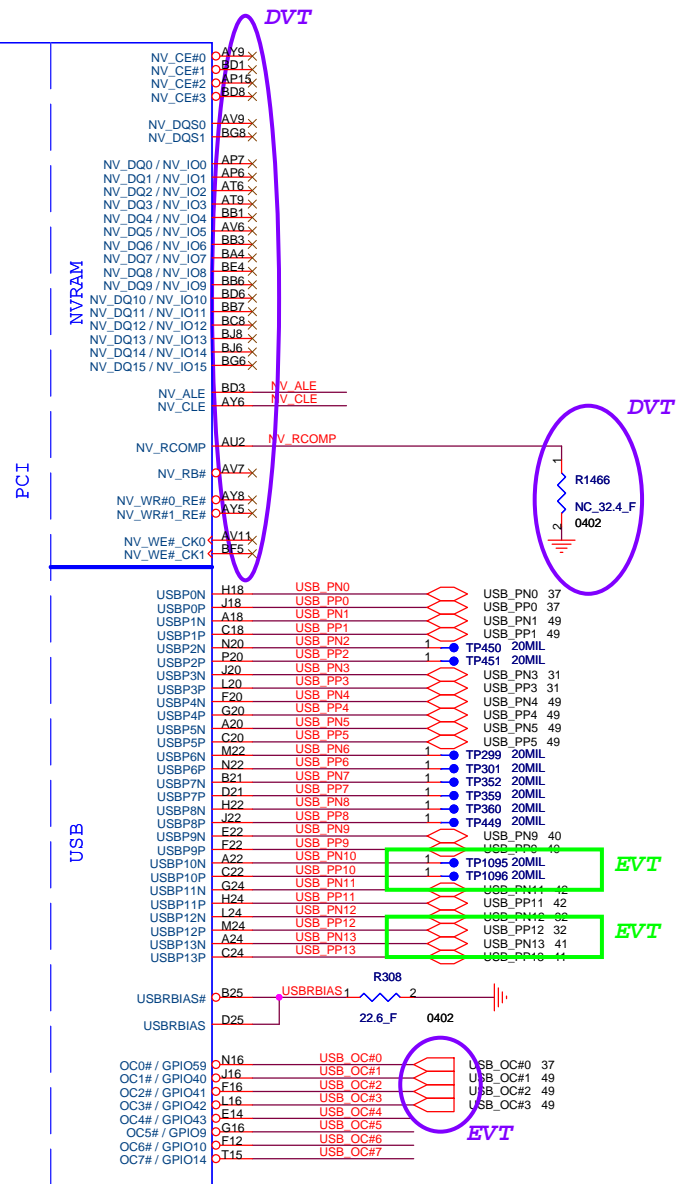 DVT
NV_CE#0 AY9
NV_CE#1 BD1
NV_CE#2 AP15
NV_CE#3 BD8
NV_DQS0 AV9
NV_DQS1 BG8
NV_DQ0 / NV_IO0 AP7
NV_DQ1 / NV_IO1 AP6
NV_DQ2 / NV_IO2 AT6
NV_DQ3 / NV_IO3 AT9
NV_DQ4 / NV_IO4 BB1
NV_DQ5 / NV_IO5 AV6
NV_DQ6 / NV_IO6 BB3
NV_DQ7 / NV_IO7 BA4
NV_DQ8 / NV_IO8 BE4
NV_DQ9 / NV_IO9 BB6
NV_DQ10 / NV_IO10 BD6
NV_DQ11 / NV_IO11 BB7
NV_DQ12 / NV_IO12 BC8
NV_DQ13 / NV_IO13 BJ8
NV_DQ14 / NV_IO14 BJ6
NV_DQ15 / NV_IO15 BG6
NVRAM
NV_ALE BD3 NV_ALE
NV_CLE AY6 NV_CLE
DVT
NV_RCOMP AU2 NV_RCOMP
1
R1466
NC_32.4_F
0402
2
PCI
NV_RB# AV7
NV_WR#0_RE# AY8
NV_WR#1_RE# AY5
NV_WE#_CK0 AV11
NV_WE#_CK1 BF5
USBP0N H18 USB_PN0 USB_PN0 37
USBP0P J18 USB_PP0 USB_PP0 37
USBP1N A18 USB_PN1 USB_PN1 49
USBP1P C18 USB_PP1 USB_PP1 49
USBP2N N20 USB_PN2 1 TP450 20MIL
USBP2P P20 USB_PP2 1 TP451 20MIL
USBP3N J20 USB_PN3 USB_PN3 31
USBP3P L20 USB_PP3 USB_PP3 31
USBP4N F20 USB_PN4 USB_PN4 49
USBP4P G20 USB_PP4 USB_PP4 49
USBP5N A20 USB_PN5 USB_PN5 49
USBP5P C20 USB_PP5 USB_PP5 49
USBP6N M22 USB_PN6 1 TP299 20MIL
USBP6P N22 USB_PP6 1 TP301 20MIL
USBP7N B21 USB_PN7 1 TP352 20MIL
USBP7P D21 USB_PP7 1 TP359 20MIL
USBP8N H22 USB_PN8 1 TP360 20MIL
USBP8P J22 USB_PP8 1 TP449 20MIL
USB
USBP9N E22 USB_PN9 USB_PN9 40
USBP9P F22 USB_PP9 USB_PP9 40
USBP10N A22 USB_PN10 1 TP1095 20MIL
EVT
USBP10P C22 USB_PP10 1 TP1096 20MIL
USBP11N G24 USB_PN11 USB_PN11 42
USBP11P H24 USB_PP11 USB_PP11 42
USBP12N L24 USB_PN12 USB_PN12 32
USBP12P M24 USB_PP12 USB_PP12 32
EVT
USBP13N A24 USB_PN13 USB_PN13 41
USBP13P C24 USB_PP13 USB_PP13 41
R308
USBRBIAS# B25 USBRBIAS 1 2
22.6_F 0402
USBRBIAS D25
OC0# / GPIO59 N16 USB_OC#0 USB_OC#0 37
OC1# / GPIO40 J16 USB_OC#1 USB_OC#1 49
OC2# / GPIO41 F16 USB_OC#2 USB_OC#2 49
OC3# / GPIO42 L16 USB_OC#3 USB_OC#3 49
OC4# / GPIO43 E14 USB_OC#4
OC5# / GPIO9 G16 USB_OC#5
EVT
OC6# / GPIO10 F12 USB_OC#6
OC7# / GPIO14 T15 USB_OC#7